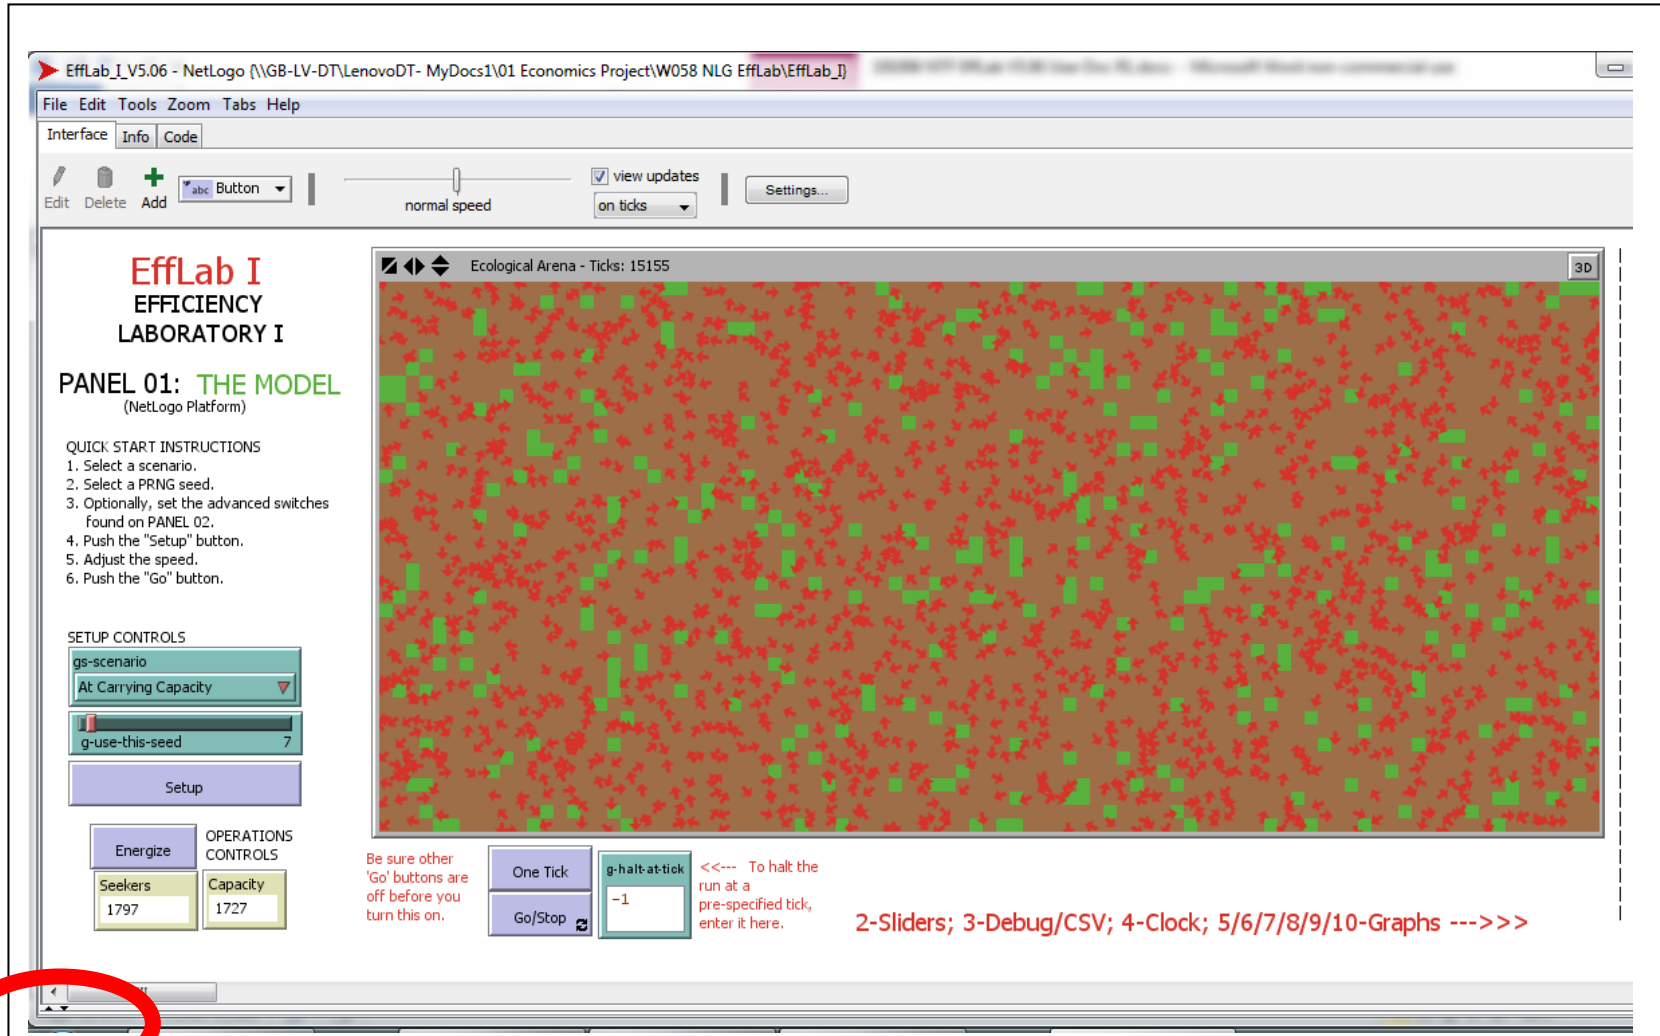 EffLab_I_V5.06 - NetLogo {\\GB-LV-DT\LenovoDT- MyDocs1\01 Economics Project\W058 NLG EffLab\EffLab_I}
File Edit Tools Zoom Tabs Help
Interface Info Code
Edit Delete Add abc Button
normal speed
view updates
on ticks
Settings...
EffLab I
EFFICIENCY
LABORATORY I
PANEL 01: THE MODEL
(NetLogo Platform)
QUICK START INSTRUCTIONS
1. Select a scenario.
2. Select a PRNG seed.
3. Optionally, set the advanced switches
found on PANEL 02.
4. Push the "Setup" button.
5. Adjust the speed.
6. Push the "Go" button.
SETUP CONTROLS
gs-scenario
At Carrying Capacity
g-use-this-seed 7
Setup
Energize
OPERATIONS
CONTROLS
Seekers
1797
Capacity
1727
Ecological Arena - Ticks: 15155
3D
Be sure other
'Go' buttons are
off before you
turn this on.
One Tick
Go/Stop
g-halt-at-tick
-1
<<--- To halt the
run at a
pre-specified tick,
enter it here.
2-Sliders; 3-Debug/CSV; 4-Clock; 5/6/7/8/9/10-Graphs --->>>